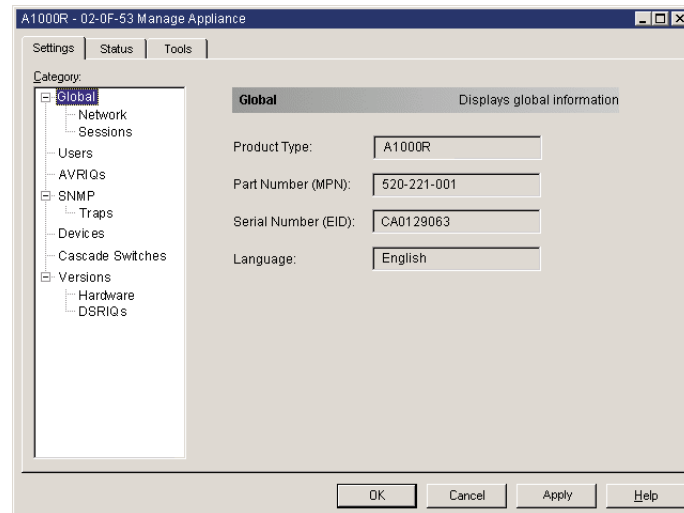 A1000R - 02-0F-53 Manage Appliance
Settings Status Tools
Category:
Global
Network
Sessions
Users
AVRIQs
SNMP
Traps
Devices
Cascade Switches
Versions
Hardware
DSRIQs
Global Displays global information
Product Type: A1000R
Part Number (MPN): 520-221-001
Serial Number (EID): CA0129063
Language: English
OK Cancel Apply Help